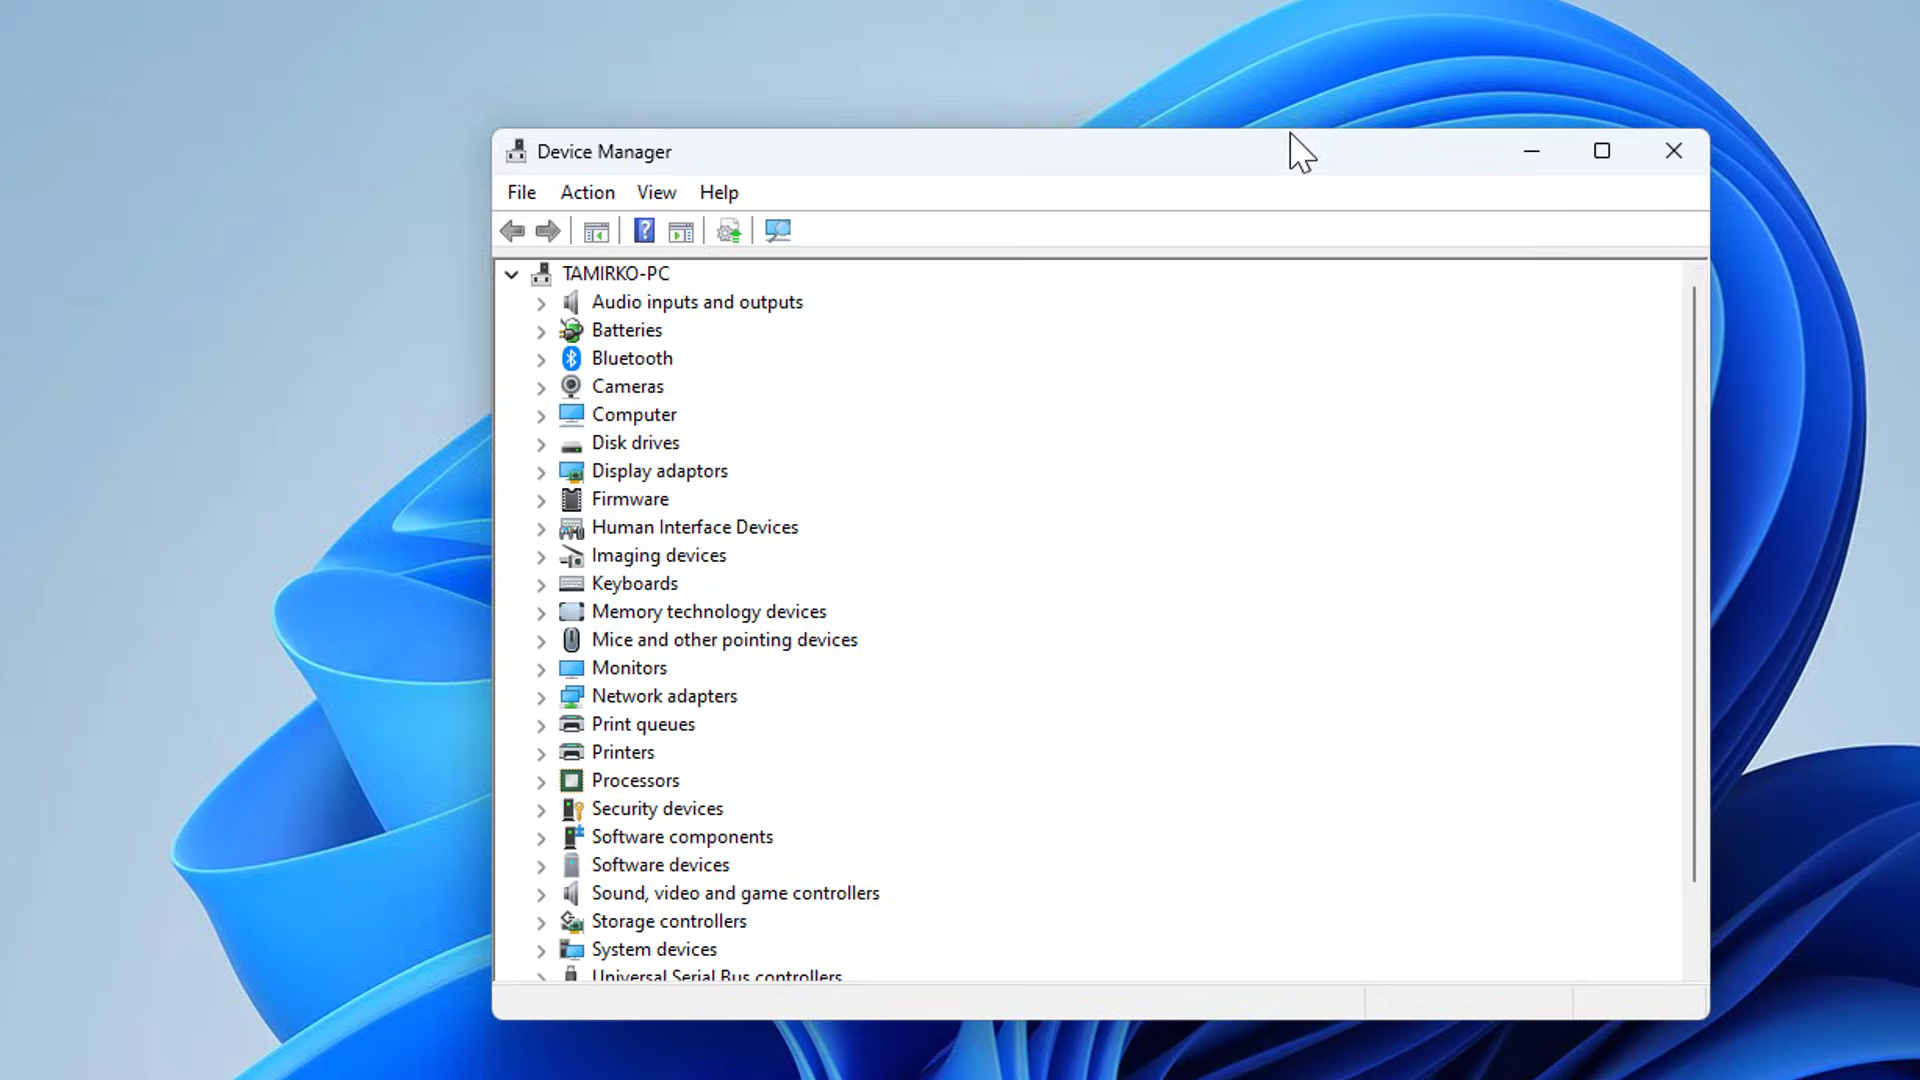 Device Manager
File Action View Help
TAMIRKO-PC
Audio inputs and outputs
Batteries
Bluetooth
Cameras
Computer
Disk drives
Display adaptors
Firmware
Human Interface Devices
Imaging devices
Keyboards
Memory technology devices
Mice and other pointing devices
Monitors
Network adapters
Print queues
Printers
Processors
Security devices
Software components
Software devices
Sound, video and game controllers
Storage controllers
System devices
Universal Serial Bus controllers